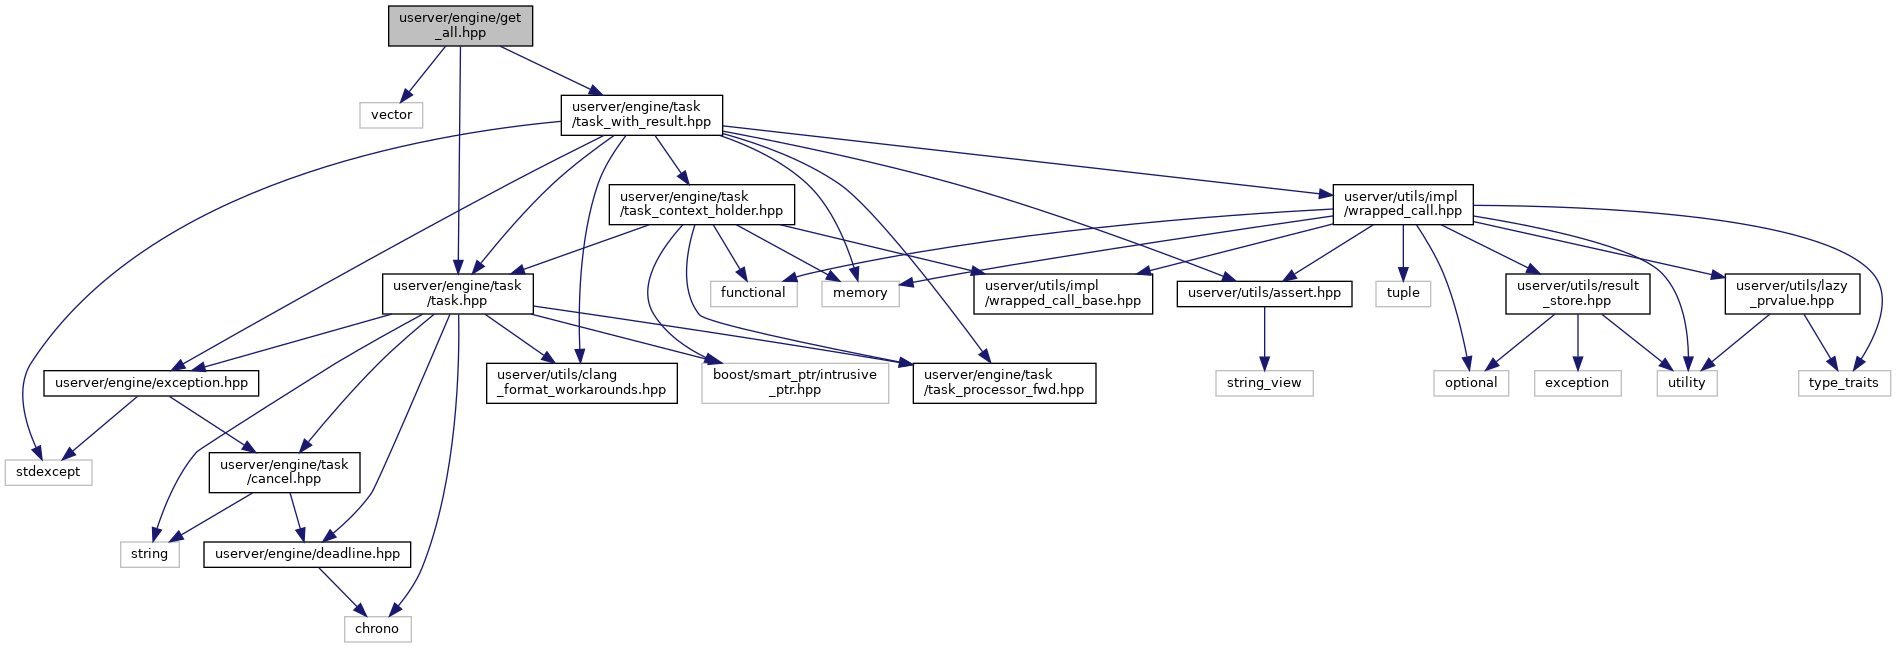 userver/engine/get
_all.hpp
vector
userver/engine/task
/task_with_result.hpp
userver/engine/task
/task_context_holder.hpp
userver/utils/impl
/wrapped_call.hpp
userver/engine/task
/task.hpp
functional
memory
userver/utils/impl
/wrapped_call_base.hpp
userver/utils/assert.hpp
tuple
userver/utils/result
_store.hpp
userver/utils/lazy
_prvalue.hpp
userver/engine/exception.hpp
userver/utils/clang
_format_workarounds.hpp
boost/smart_ptr/intrusive
_ptr.hpp
userver/engine/task
/task_processor_fwd.hpp
string_view
optional
exception
utility
type_traits
stdexcept
userver/engine/task
/cancel.hpp
string
userver/engine/deadline.hpp
chrono